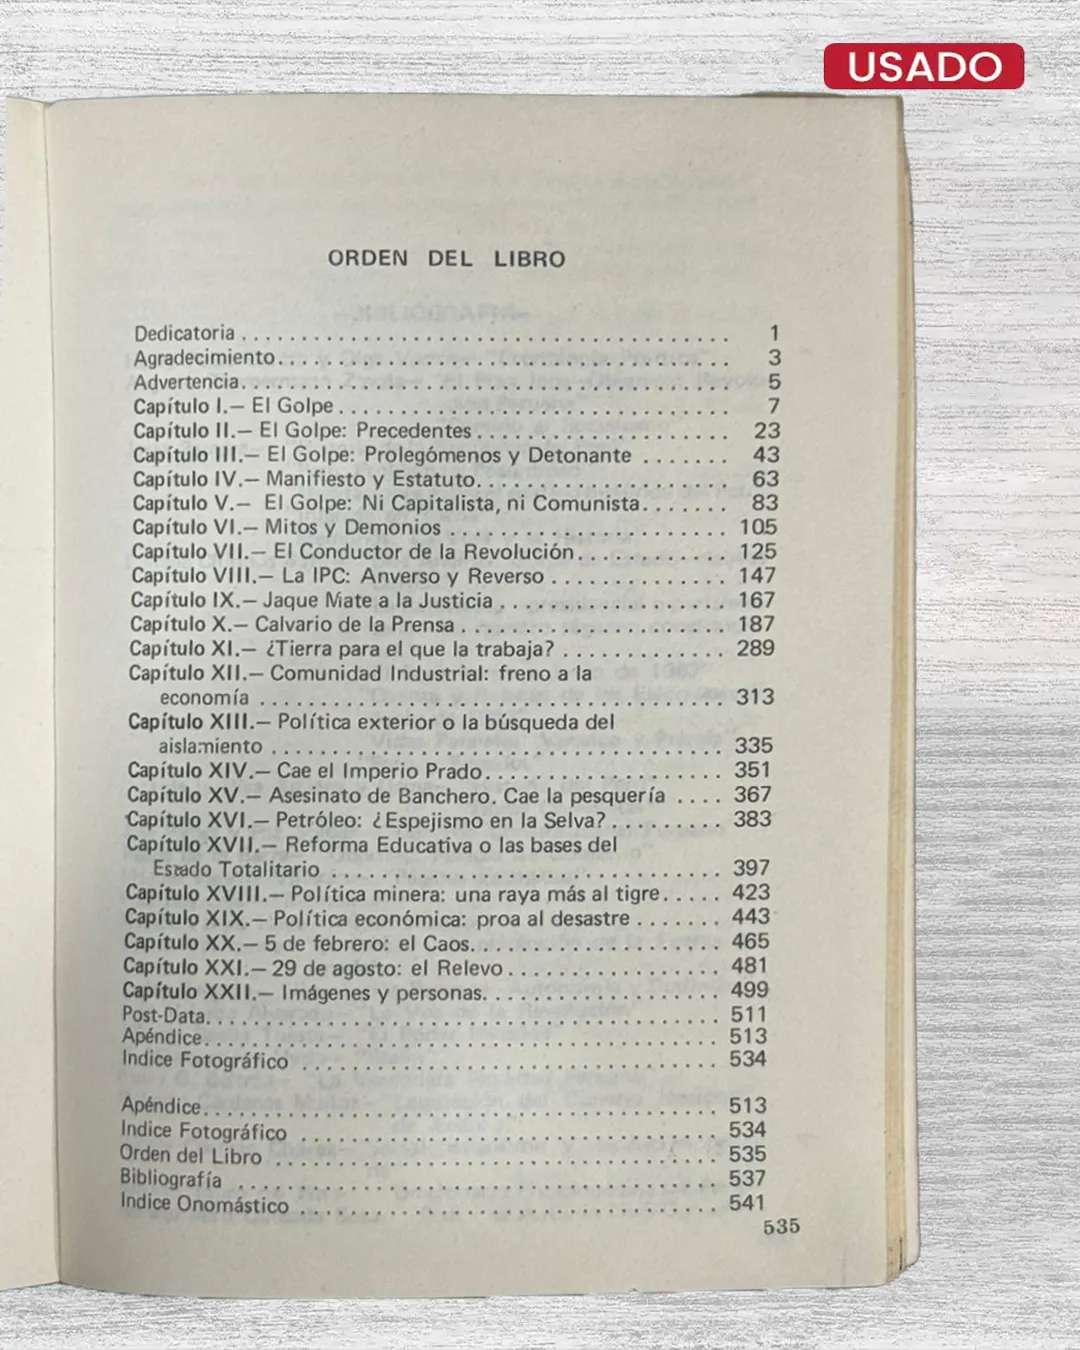 USADO
ORDEN DEL LIBRO
Dedicatoria . . . . . . . . . . . . . . . . . . . . . . . . . . . . . . . 1
Agradecimiento. . . . . . . . . . . . . . . . . . . . . . . . . . . . 3
Advertencia. . . . . . . . . . . . . . . . . . . . . . . . . . . . . . . 5
Capítulo I.— El Golpe . . . . . . . . . . . . . . . . . . . . . . . . 7
Capítulo II.— El Golpe: Precedentes . . . . . . . . . . . . . . . 23
Capítulo III.— El Golpe: Prolegómenos y Detonante . . . . . . . 43
Capítulo IV.— Manifiesto y Estatuto. . . . . . . . . . . . . . . 63
Capítulo V.— El Golpe: Ni Capitalista, ni Comunista. . . . . . . 83
Capítulo VI.— Mitos y Demonios . . . . . . . . . . . . . . . . . 105
Capítulo VII.— El Conductor de la Revolución. . . . . . . . . . 125
Capítulo VIII.— La IPC: Anverso y Reverso . . . . . . . . . . . 147
Capítulo IX.— Jaque Mate a la Justicia . . . . . . . . . . . . . . 167
Capítulo X.— Calvario de la Prensa . . . . . . . . . . . . . . . . 187
Capítulo XI.— ¿Tierra para el que la trabaja? . . . . . . . . . . 289
Capítulo XII.— Comunidad Industrial: freno a la
economía . . . . . . . . . . . . . . . . . . . . . . . . . . . . . . 313
Capítulo XIII.— Política exterior o la búsqueda del
aislamiento . . . . . . . . . . . . . . . . . . . . . . . . . . . . . 335
Capítulo XIV.— Cae el Imperio Prado. . . . . . . . . . . . . . . 351
Capítulo XV.— Asesinato de Banchero. Cae la pesquería . . . . 367
Capítulo XVI.— Petróleo: ¿Espejismo en la Selva? . . . . . . . . 383
Capítulo XVII.— Reforma Educativa o las bases del
Estado Totalitario . . . . . . . . . . . . . . . . . . . . . . . . . 397
Capítulo XVIII.— Política minera: una raya más al tigre. . . . . 423
Capítulo XIX.— Política económica: proa al desastre . . . . . . . 443
Capítulo XX.— 5 de febrero: el Caos. . . . . . . . . . . . . . . . 465
Capítulo XXI.— 29 de agosto: el Relevo . . . . . . . . . . . . . . 481
Capítulo XXII.— Imágenes y personas. . . . . . . . . . . . . . . 499
Post-Data. . . . . . . . . . . . . . . . . . . . . . . . . . . . . . . 511
Apéndice. . . . . . . . . . . . . . . . . . . . . . . . . . . . . . . 513
Indice Fotográfico . . . . . . . . . . . . . . . . . . . . . . . . . 534
Apéndice. . . . . . . . . . . . . . . . . . . . . . . . . . . . . . . 513
Indice Fotográfico . . . . . . . . . . . . . . . . . . . . . . . . . 534
Orden del Libro . . . . . . . . . . . . . . . . . . . . . . . . . . . 535
Bibliografía . . . . . . . . . . . . . . . . . . . . . . . . . . . . . 537
Indice Onomástico . . . . . . . . . . . . . . . . . . . . . . . . . 541
535